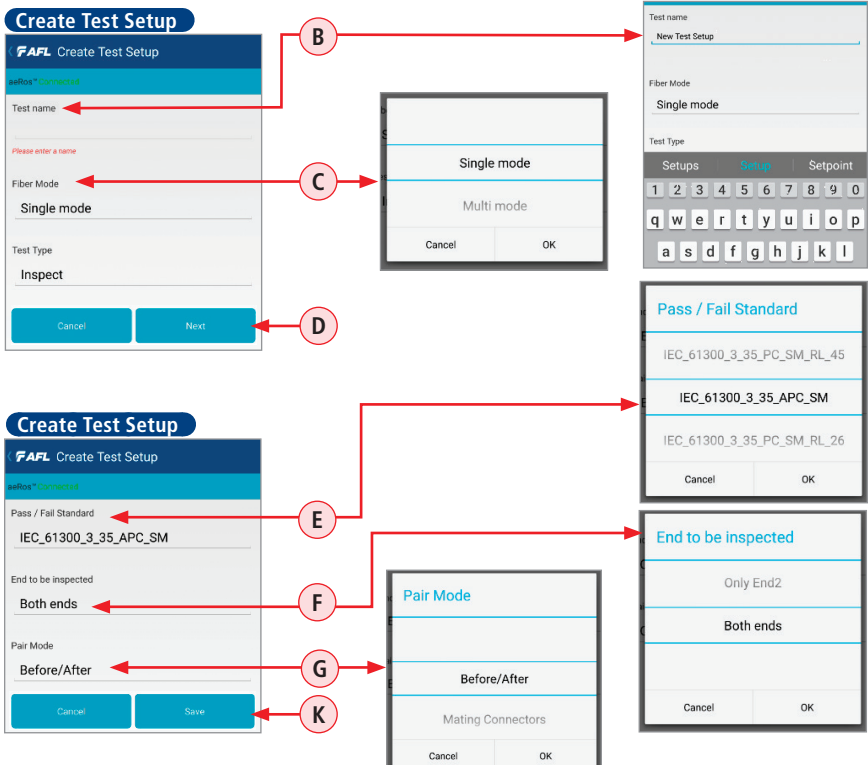 Create Test Setup
AFL Create Test Setup
aeRos™ Connected
Test name
Please enter a name
Fiber Mode
Single mode
Test Type
Inspect
Cancel Next
B
C
D
Single mode
Multi mode
Cancel OK
Test name
New Test Setup
Fiber Mode
Single mode
Test Type
Setups Setup Setpoint
1 2 3 4 5 6 7 8 9 0
q w e r t y u i o p
a s d f g h j k l
Create Test Setup
AFL Create Test Setup
aeRos™ Connected
Pass / Fail Standard
IEC_61300_3_35_APC_SM
End to be inspected
Both ends
Pair Mode
Before/After
Cancel Save
E
F
G
K
Pass / Fail Standard
IEC_61300_3_35_PC_SM_RL_45
IEC_61300_3_35_APC_SM
IEC_61300_3_35_PC_SM_RL_26
Cancel OK
Pair Mode
Before/After
Mating Connectors
Cancel OK
End to be inspected
Only End2
Both ends
Cancel OK